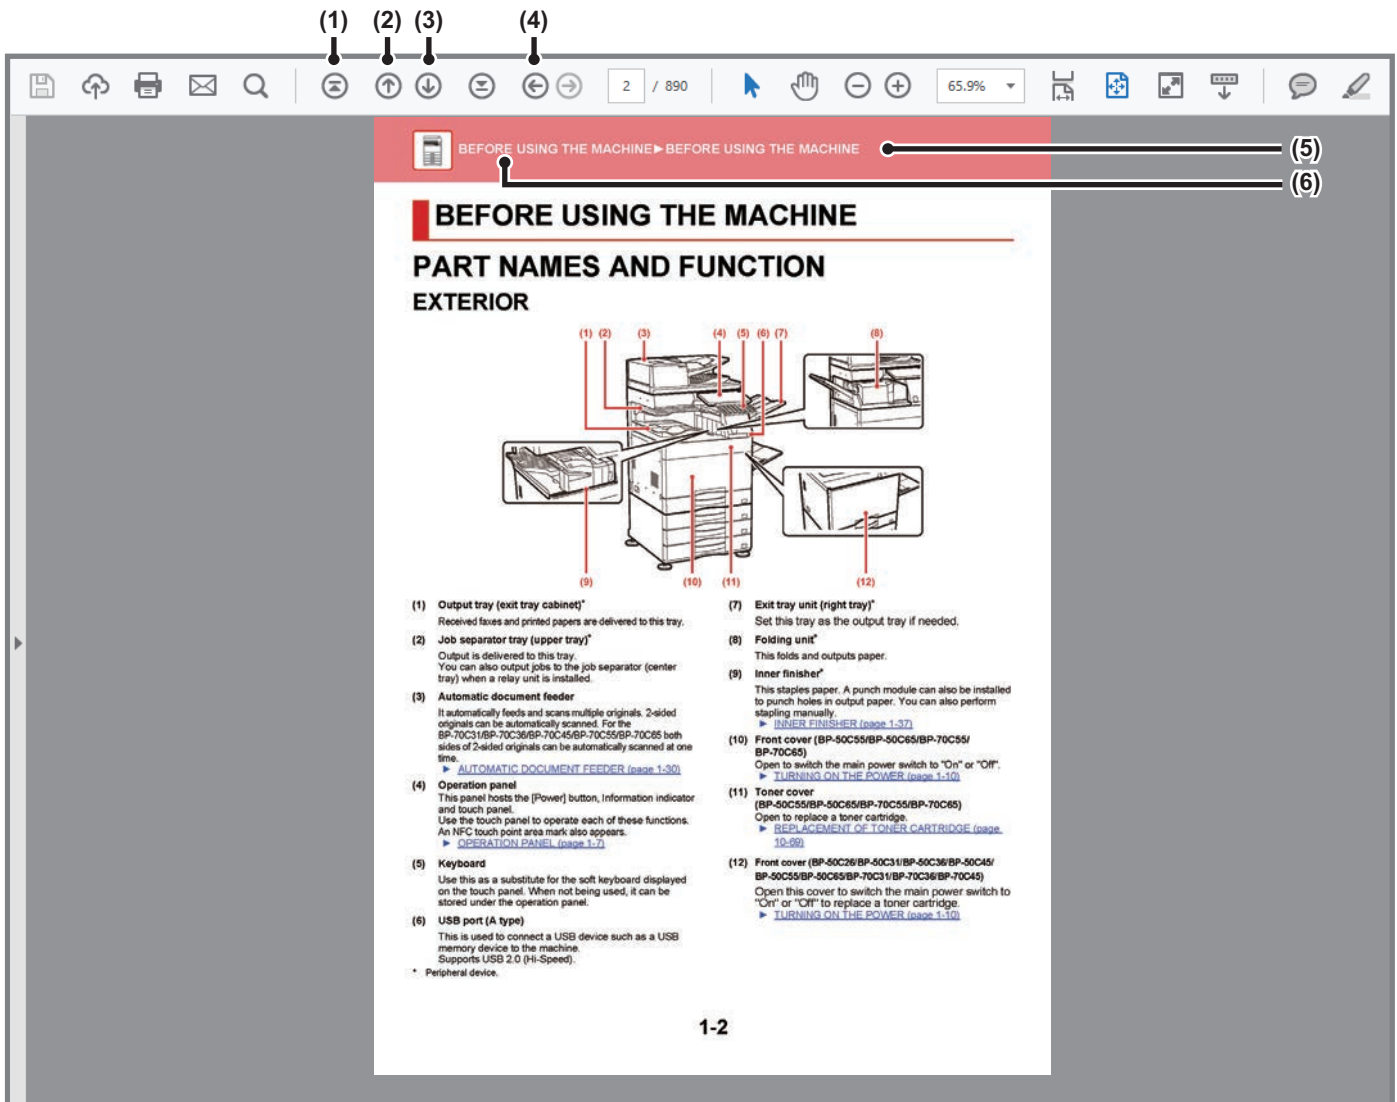 (1) (2) (3) (4)
2 / 890 65.9%
BEFORE USING THE MACHINE►BEFORE USING THE MACHINE
(5)
(6)
BEFORE USING THE MACHINE
PART NAMES AND FUNCTION
EXTERIOR
(1) (2) (3) (4) (5) (6) (7) (8)
(9) (10) (11) (12)
(1) Output tray (exit tray cabinet)*
Received faxes and printed papers are delivered to this tray.
(2) Job separator tray (upper tray)*
Output is delivered to this tray.
You can also output jobs to the job separator (center
tray) when a relay unit is installed.
(3) Automatic document feeder
It automatically feeds and scans multiple originals. 2-sided
originals can be automatically scanned. For the
BP-70C31/BP-70C36/BP-70C45/BP-70C55/BP-70C65 both
sides of 2-sided originals can be automatically scanned at one
time.
► AUTOMATIC DOCUMENT FEEDER (page 1-30)
(4) Operation panel
This panel hosts the [Power] button, Information indicator
and touch panel.
Use the touch panel to operate each of these functions.
An NFC touch point area mark also appears.
► OPERATION PANEL (page 1-7)
(5) Keyboard
Use this as a substitute for the soft keyboard displayed
on the touch panel. When not being used, it can be
stored under the operation panel.
(6) USB port (A type)
This is used to connect a USB device such as a USB
memory device to the machine.
Supports USB 2.0 (Hi-Speed).
* Peripheral device.
(7) Exit tray unit (right tray)*
Set this tray as the output tray if needed.
(8) Folding unit*
This folds and outputs paper.
(9) Inner finisher*
This staples paper. A punch module can also be installed
to punch holes in output paper. You can also perform
stapling manually.
► INNER FINISHER (page 1-37)
(10) Front cover (BP-50C55/BP-50C65/BP-70C55/
BP-70C65)
Open to switch the main power switch to "On" or "Off".
► TURNING ON THE POWER (page 1-10)
(11) Toner cover
(BP-50C55/BP-50C65/BP-70C55/BP-70C65)
Open to replace a toner cartridge.
► REPLACEMENT OF TONER CARTRIDGE (page
10-69)
(12) Front cover (BP-50C26/BP-50C31/BP-50C36/BP-50C45/
BP-50C55/BP-50C65/BP-70C31/BP-70C36/BP-70C45)
Open this cover to switch the main power switch to
"On" or "Off" to replace a toner cartridge.
► TURNING ON THE POWER (page 1-10)
1-2